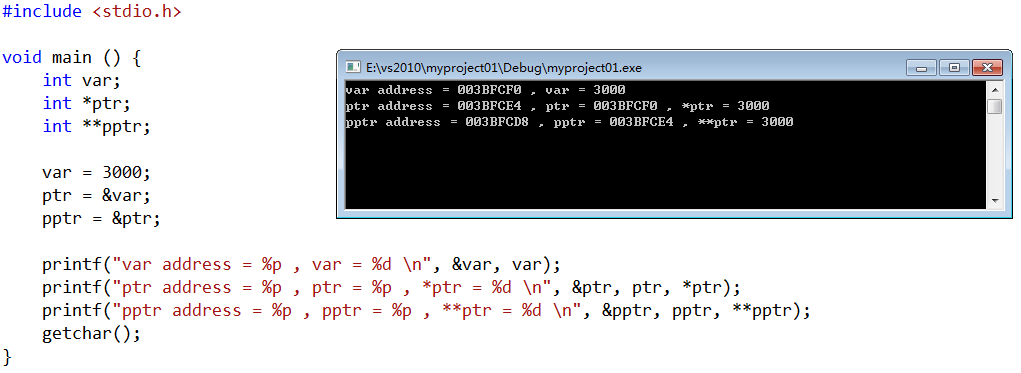 #include <stdio.h>
void main () {
    int var;
    int *ptr;
    int **pptr;
    var = 3000;
    ptr = &var;
    pptr = &ptr;
    printf("var address = %p , var = %d \n", &var, var);
    printf("ptr address = %p , ptr = %p , *ptr = %d \n", &ptr, ptr, *ptr);
    printf("pptr address = %p , pptr = %p , **ptr = %d \n", &pptr, pptr, **pptr);
    getchar();
}
E:\vs2010\myproject01\Debug\myproject01.exe
var address = 003BFCF0 , var = 3000
ptr address = 003BFCE4 , ptr = 003BFCF0 , *ptr = 3000
pptr address = 003BFCD8 , pptr = 003BFCE4 , **ptr = 3000